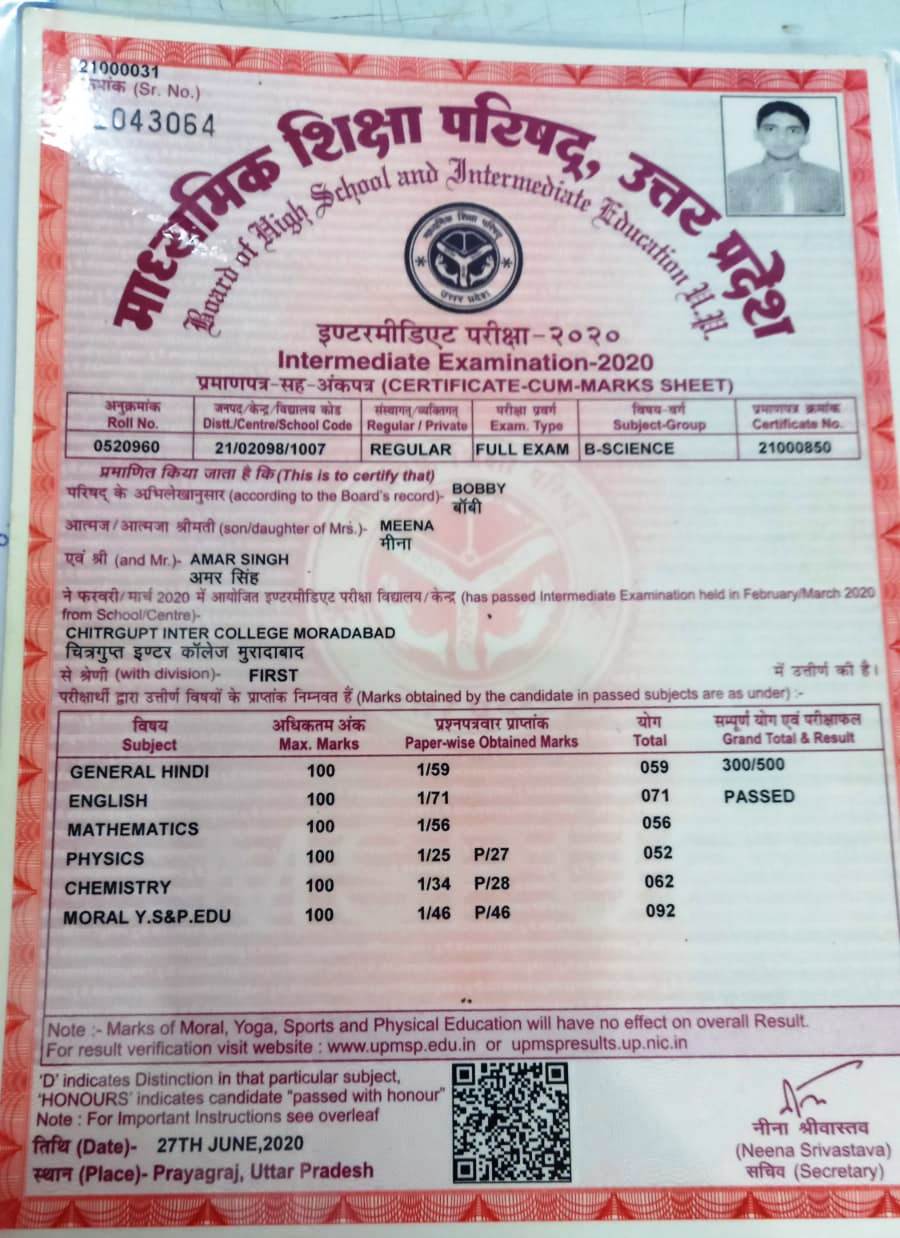 21000031
(Sr. No.)
043064
माध्यमिक शिक्षा परिषद्, उत्तर प्रदेश
Board of High School and Intermediate Education U.P.
माध्यमिक शिक्षा परिषद्
उत्तर प्रदेश
इण्टरमीडिएट परीक्षा-२०२०
Intermediate Examination-2020
प्रमाणपत्र-सह-अंकपत्र (CERTIFICATE-CUM-MARKS SHEET)
अनुक्रमांक जनपद/केन्द्र/विद्यालय कोड संस्थागत/व्यक्तिगत परीक्षा प्रवर्ग विषय-वर्ग प्रमाणपत्र क्रमांक
Roll No. Distt./Centre/School Code Regular / Private Exam. Type Subject-Group Certificate No.
0520960 21/02098/1007 REGULAR FULL EXAM B-SCIENCE 21000850
प्रमाणित किया जाता है कि (This is to certify that)
परिषद के अभिलेखानुसार (according to the Board's record)- BOBBY
बॉबी
आत्मज/आत्मजा श्रीमती (son/daughter of Mrs.)- MEENA
मीना
एवं श्री (and Mr.)- AMAR SINGH
अमर सिंह
ने फरवरी/मार्च 2020 में आयोजित इण्टरमीडिएट परीक्षा विद्यालय/केन्द्र (has passed Intermediate Examination held in February/March 2020
from School/Centre)-
CHITRGUPT INTER COLLEGE MORADABAD
चित्रगुप्त इण्टर कॉलेज मुरादाबाद
से श्रेणी (with division)- FIRST में उत्तीर्ण की है।
परीक्षार्थी द्वारा उत्तीर्ण विषयों के प्राप्तांक निम्नवत हैं (Marks obtained by the candidate in passed subjects are as under) :-
विषय अधिकतम अंक प्रश्नपत्रवार प्राप्तांक योग सम्पूर्ण योग एवं परीक्षाफल
Subject Max. Marks Paper-wise Obtained Marks Total Grand Total & Result
GENERAL HINDI 100 1/59 059 300/500
ENGLISH 100 1/71 071 PASSED
MATHEMATICS 100 1/56 056
PHYSICS 100 1/25 P/27 052
CHEMISTRY 100 1/34 P/28 062
MORAL Y.S&P.EDU 100 1/46 P/46 092
Note :- Marks of Moral, Yoga, Sports and Physical Education will have no effect on overall Result.
For result verification visit website : www.upmsp.edu.in or upmspresults.up.nic.in
'D' indicates Distinction in that particular subject,
'HONOURS' indicates candidate "passed with honour"
Note : For Important Instructions see overleaf
तिथि (Date)- 27TH JUNE,2020
स्थान (Place)- Prayagraj, Uttar Pradesh
नीना श्रीवास्तव
(Neena Srivastava)
सचिव (Secretary)